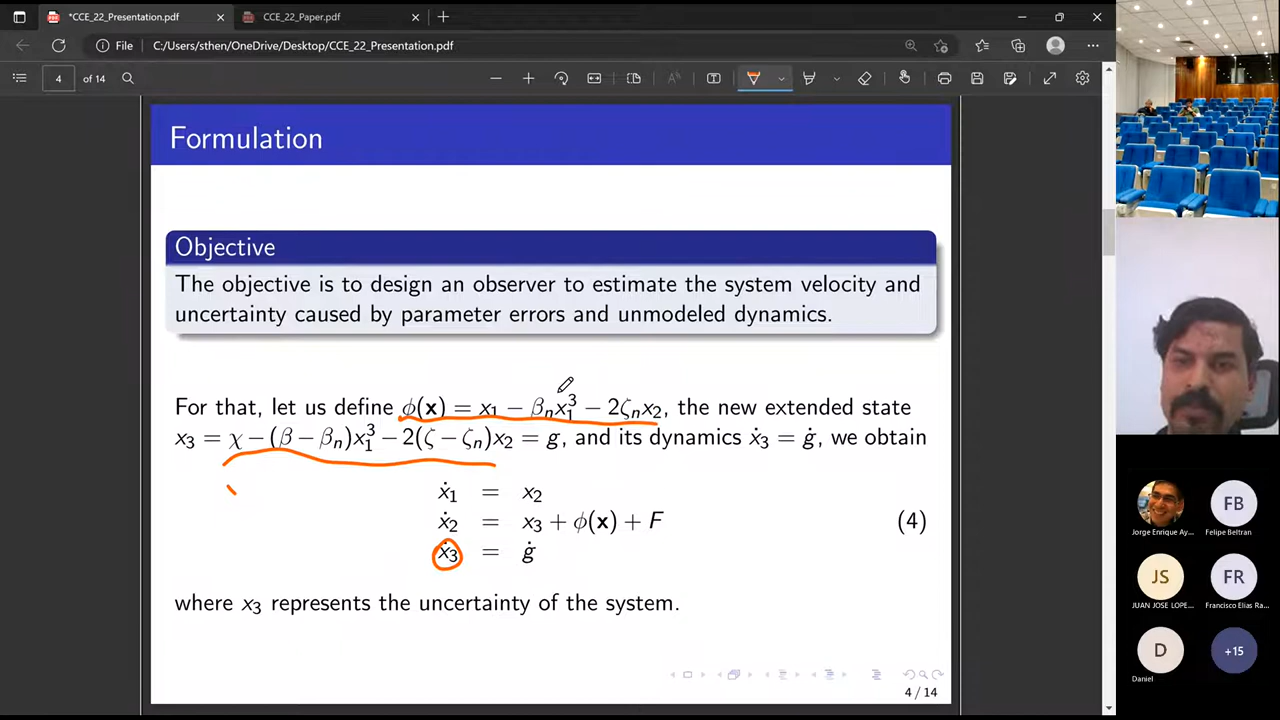 *CCE_22_Presentation.pdf
CCE_22_Paper.pdf
File
C:/Users/sthen/OneDrive/Desktop/CCE_22_Presentation.pdf
4 of 14
Formulation
Objective
The objective is to design an observer to estimate the system velocity and
uncertainty caused by parameter errors and unmodeled dynamics.
For that, let us define ϕ(𝐱) = x₁ − βₙx₁³ − 2ζₙx₂, the new extended state
x₃ = χ − (β − βₙ)x₁³ − 2(ζ − ζₙ)x₂ = g, and its dynamics ẋ₃ = ġ, we obtain
ẋ₁ = x₂
ẋ₂ = x₃ + ϕ(𝐱) + F (4)
ẋ₃ = ġ
where x₃ represents the uncertainty of the system.
4 / 14
Jorge Enrique Ay...
FB
Felipe Beltran
JS
JUAN JOSE LOPE...
FR
Francisco Elias Ra...
D
Daniel
+15